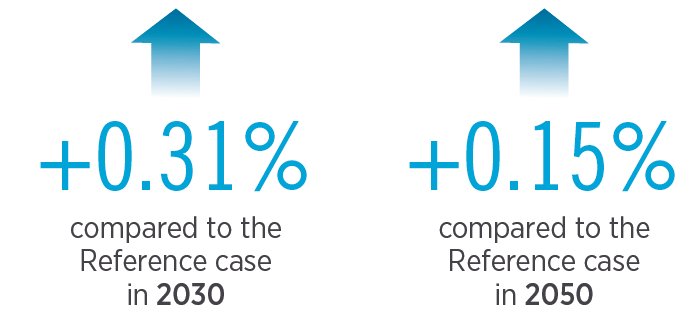 +0.31%
compared to the
Reference case
in 2030
+0.15%
compared to the
Reference case
in 2050